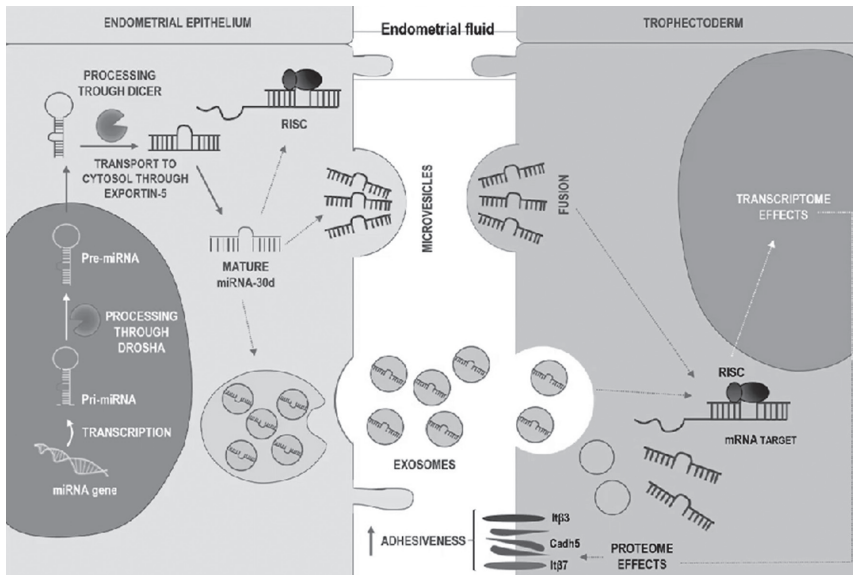 ENDOMETRIAL EPITHELIUM
Endometrial fluid
TROPHECTODERM
PROCESSING
TROUGH DICER
RISC
TRANSPORT TO
CYTOSOL THROUGH
EXPORTIN-5
MATURE
miRNA-30d
Pre-miRNA
PROCESSING
THROUGH
DROSHA
Pri-miRNA
TRANSCRIPTION
miRNA gene
MICROVESICLES
EXOSOMES
FUSION
TRANSCRIPTOME
EFFECTS
RISC
mRNA TARGET
ADHESIVENESS
Itβ3
Cadh5
Itβ7
PROTEOME
EFFECTS